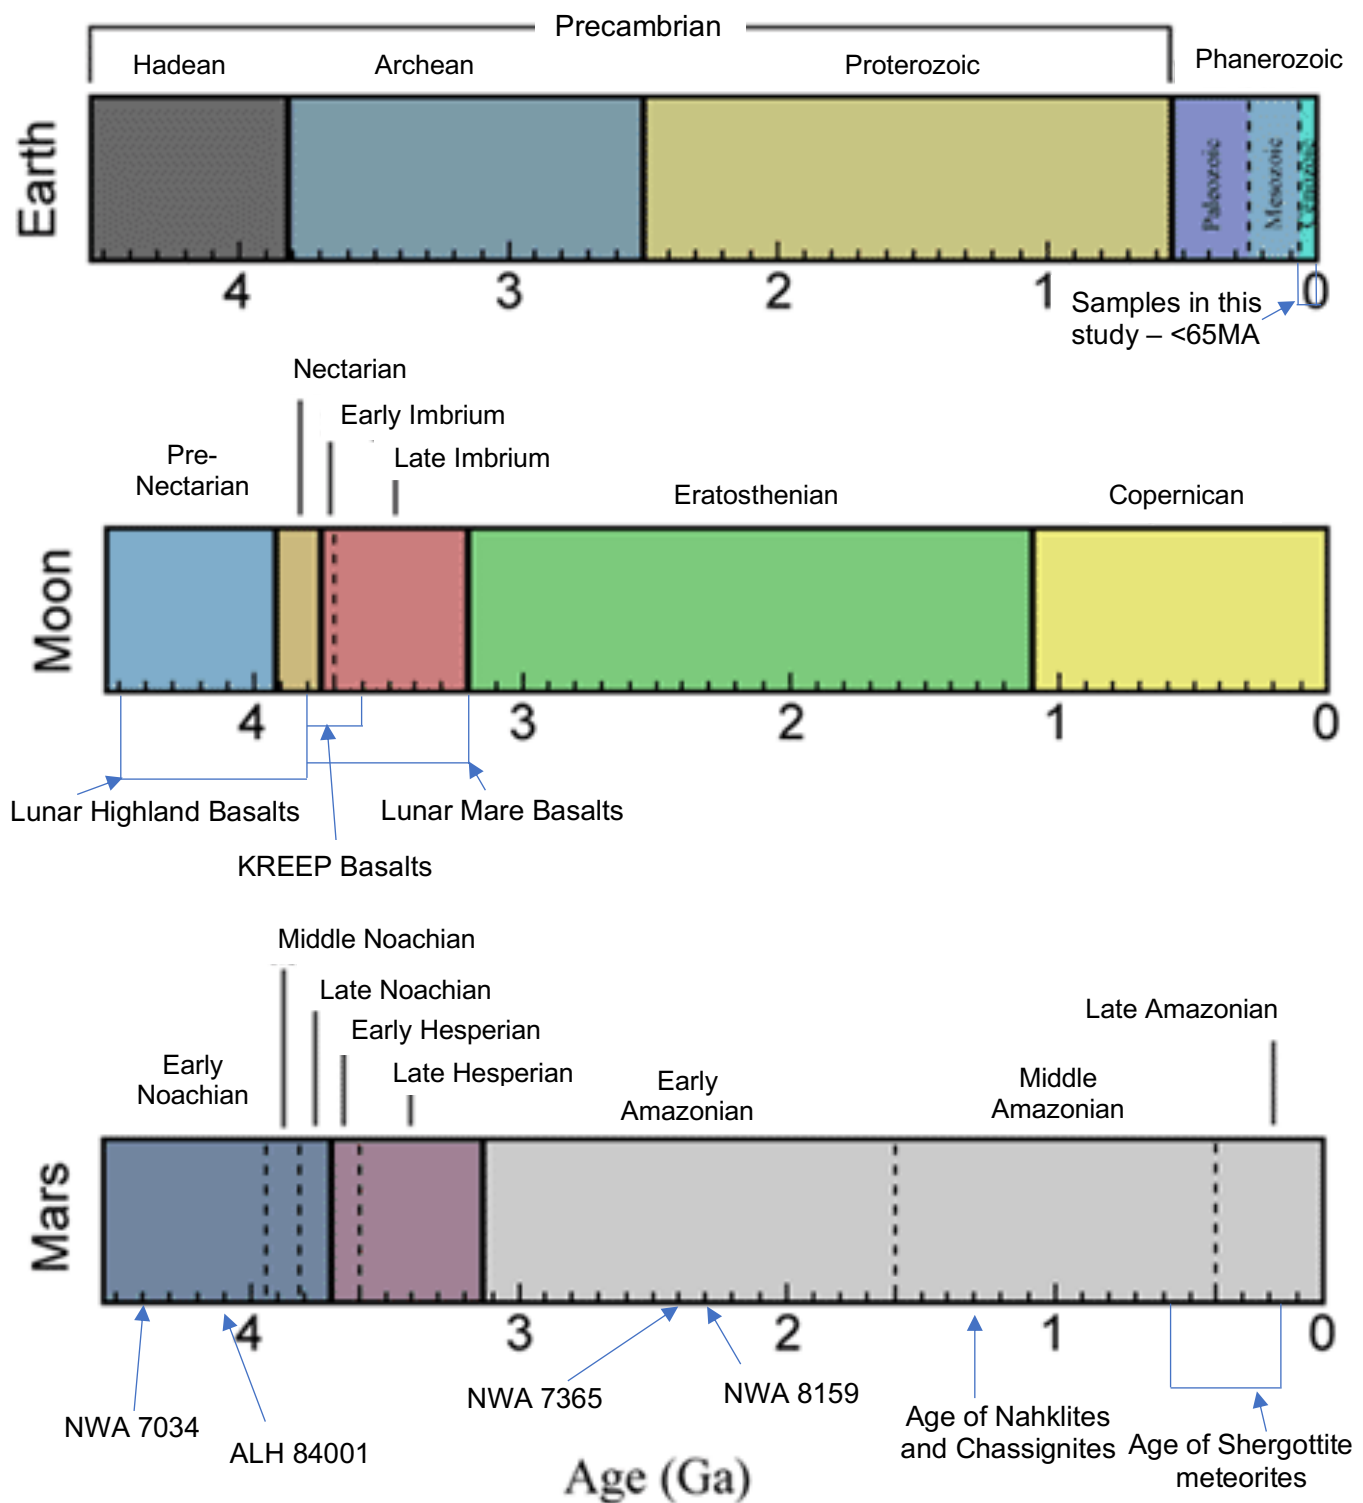 Precambrian
Hadean
Archean
Proterozoic
Phanerozoic
Earth
Paleozoic
Mesozoic
Cenozoic
4
3
2
1
0
Samples in this
study – <65MA
Nectarian
Early Imbrium
Late Imbrium
Pre-
Nectarian
Eratosthenian
Copernican
Moon
4
3
2
1
0
Lunar Highland Basalts
Lunar Mare Basalts
KREEP Basalts
Middle Noachian
Late Noachian
Early Hesperian
Late Hesperian
Early
Noachian
Early
Amazonian
Middle
Amazonian
Late Amazonian
Mars
4
3
2
1
0
NWA 7034
ALH 84001
NWA 7365
NWA 8159
Age of Nahklites
and Chassignites
Age of Shergottite
meteorites
Age (Ga)